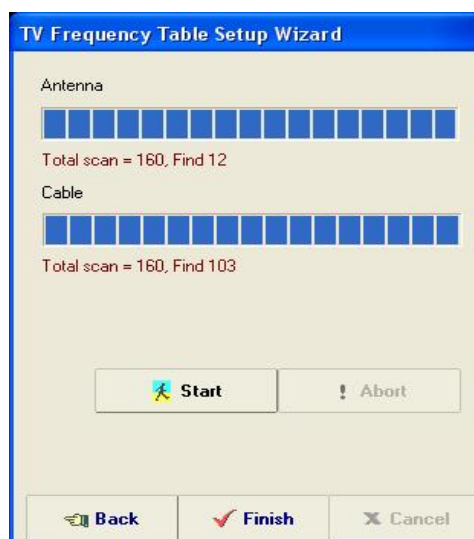 TV Frequency Table Setup Wizard
Antenna
Total scan = 160, Find 12
Cable
Total scan = 160, Find 103
Start
! Abort
Back
Finish
X Cancel